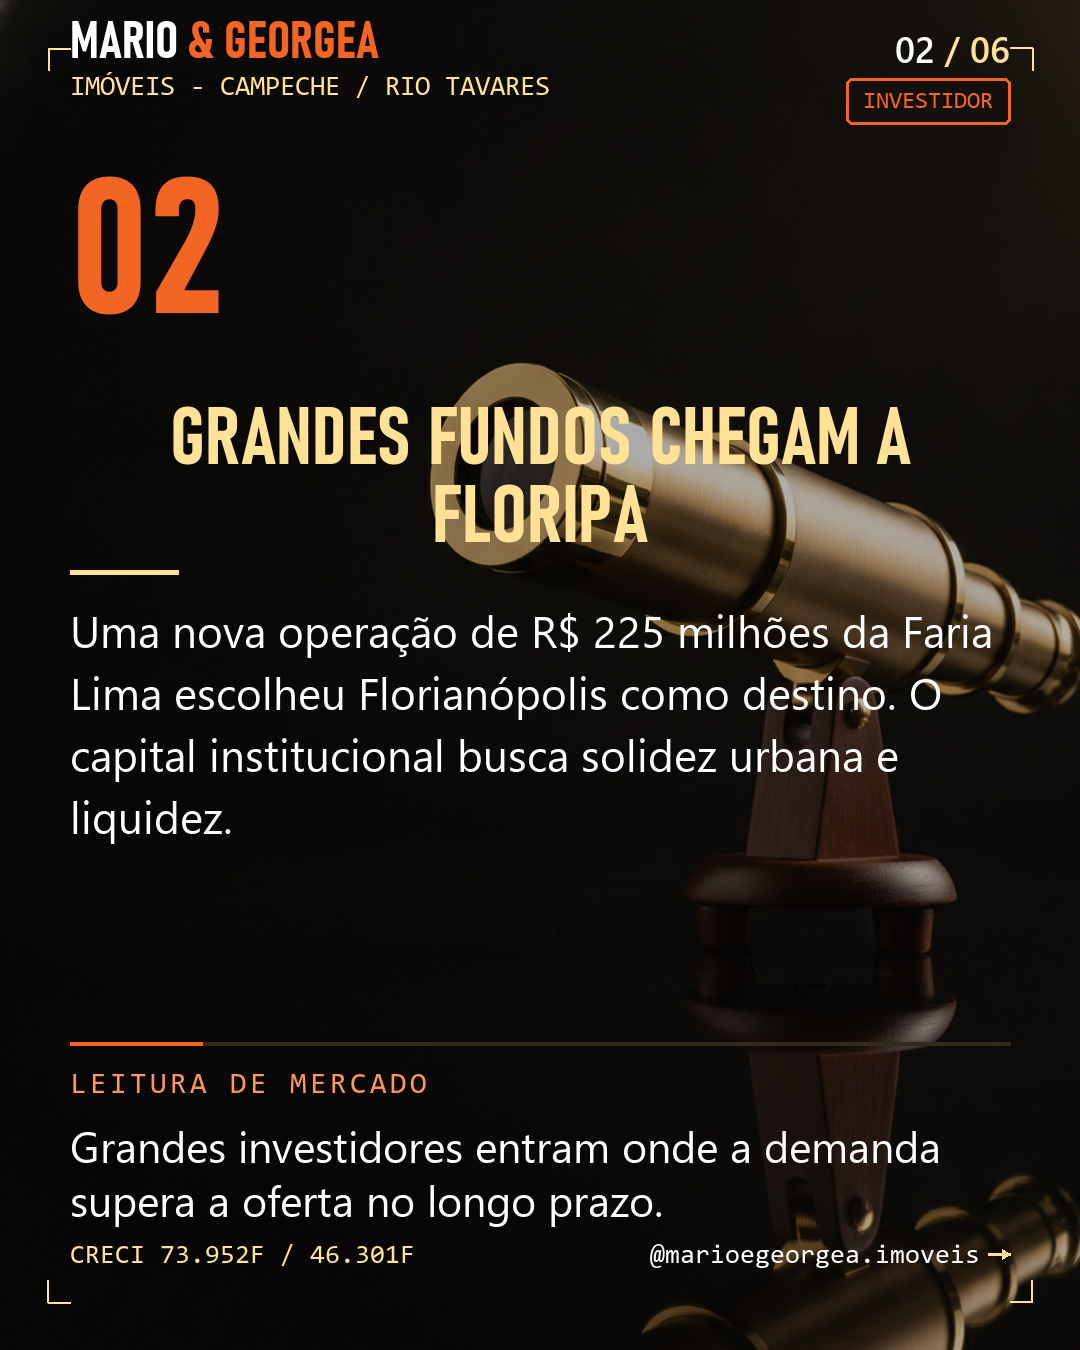 MARIO & GEORGEA
IMÓVEIS - CAMPECHE / RIO TAVARES
02 / 06
INVESTIDOR
02
GRANDES FUNDOS CHEGAM A
FLORIPA
Uma nova operação de R$ 225 milhões da Faria
Lima escolheu Florianópolis como destino. O
capital institucional busca solidez urbana e
liquidez.
LEITURA DE MERCADO
Grandes investidores entram onde a demanda
supera a oferta no longo prazo.
CRECI 73.952F / 46.301F
@marioegeorgea.imoveis